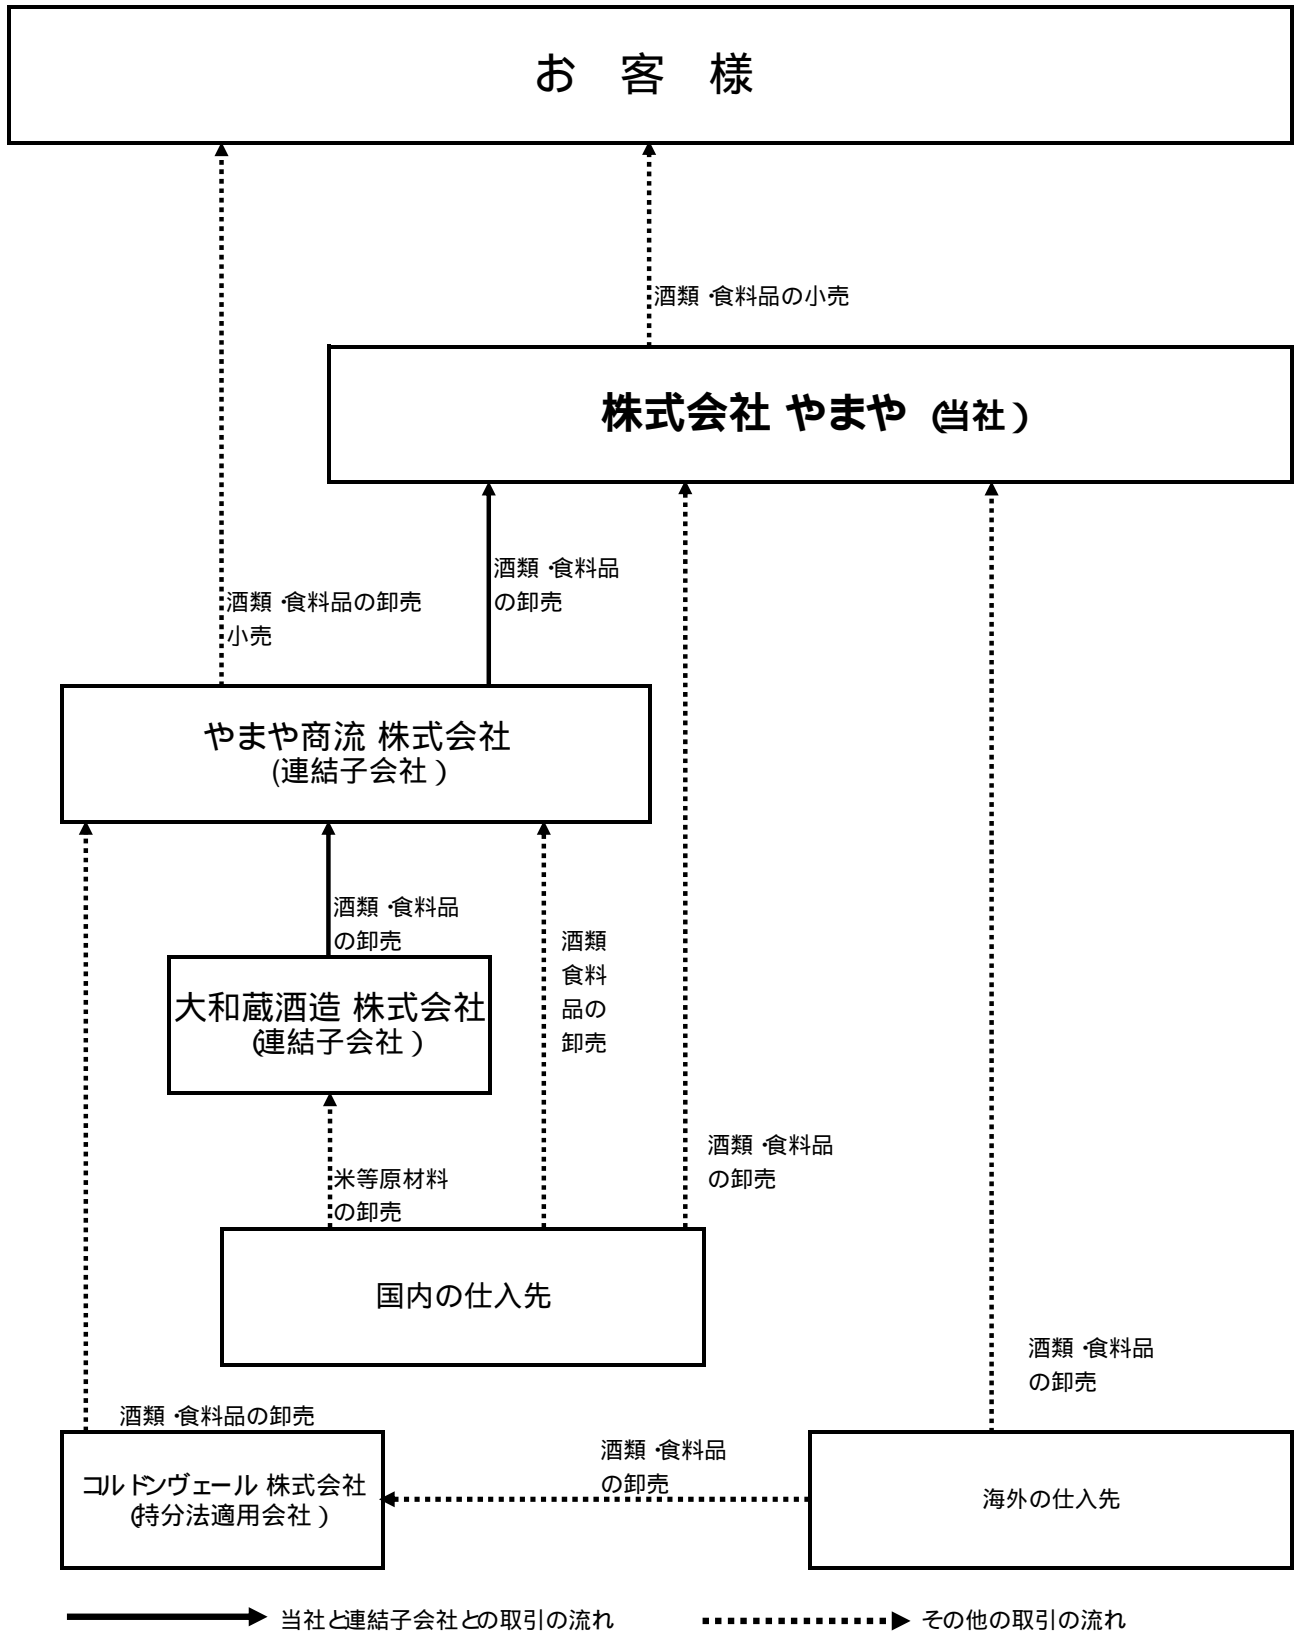 お 客 様
酒類・食料品の小売
株式会社 やまや (当社)
酒類・食料品
の卸売
酒類・食料品の卸売
小売
やまや商流 株式会社
(連結子会社)
酒類・食料品
の卸売
酒類
食料
品の
卸売
大和蔵酒造 株式会社
(連結子会社)
酒類・食料品
の卸売
米等原材料
の卸売
国内の仕入先
酒類・食料品
の卸売
酒類・食料品の卸売
酒類・食料品
の卸売
コルドンヴェール 株式会社
(持分法適用会社)
海外の仕入先
当社と連結子会社との取引の流れ
その他の取引の流れ